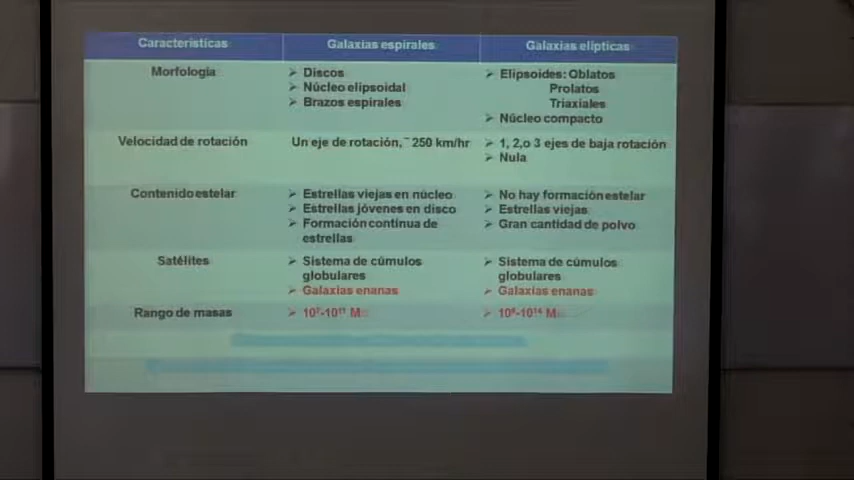 Características Galaxias espirales Galaxias elípticas
Morfología
➢ Discos
➢ Núcleo elipsoidal
➢ Brazos espirales
➢ Elipsoides: Oblatos
Prolatos
Triaxiales
➢ Núcleo compacto
Velocidad de rotación
Un eje de rotación, ~ 250 km/hr
➢ 1, 2,o 3 ejes de baja rotación
➢ Nula
Contenido estelar
➢ Estrellas viejas en núcleo
➢ Estrellas jóvenes en disco
➢ Formación continua de
estrellas
➢ No hay formación estelar
➢ Estrellas viejas
➢ Gran cantidad de polvo
Satélites
➢ Sistema de cúmulos
globulares
➢ Galaxias enanas
➢ Sistema de cúmulos
globulares
➢ Galaxias enanas
Rango de masas